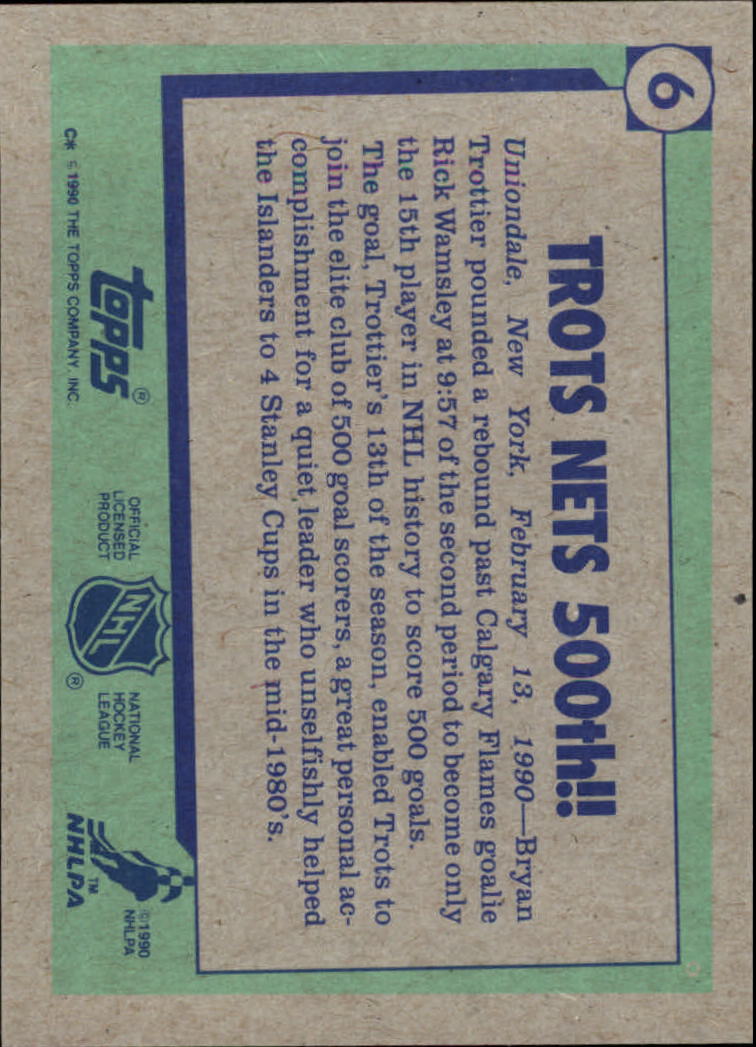 6
TROTS NETS 500th!!
Uniondale, New York, February 13, 1990—Bryan
Trottier pounded a rebound past Calgary Flames goalie
Rick Wamsley at 9:57 of the second period to become only
the 15th player in NHL history to score 500 goals.
The goal, Trottier's 13th of the season, enabled Trots to
join the elite club of 500 goal scorers, a great personal ac-
complishment for a quiet leader who unselfishly helped
the Islanders to 4 Stanley Cups in the mid-1980's.
topps®
C* © 1990 THE TOPPS COMPANY, INC.
OFFICIAL
LICENSED
PRODUCT
NHL
®
NATIONAL
HOCKEY
LEAGUE
TM
NHLPA
©1990
NHLPA